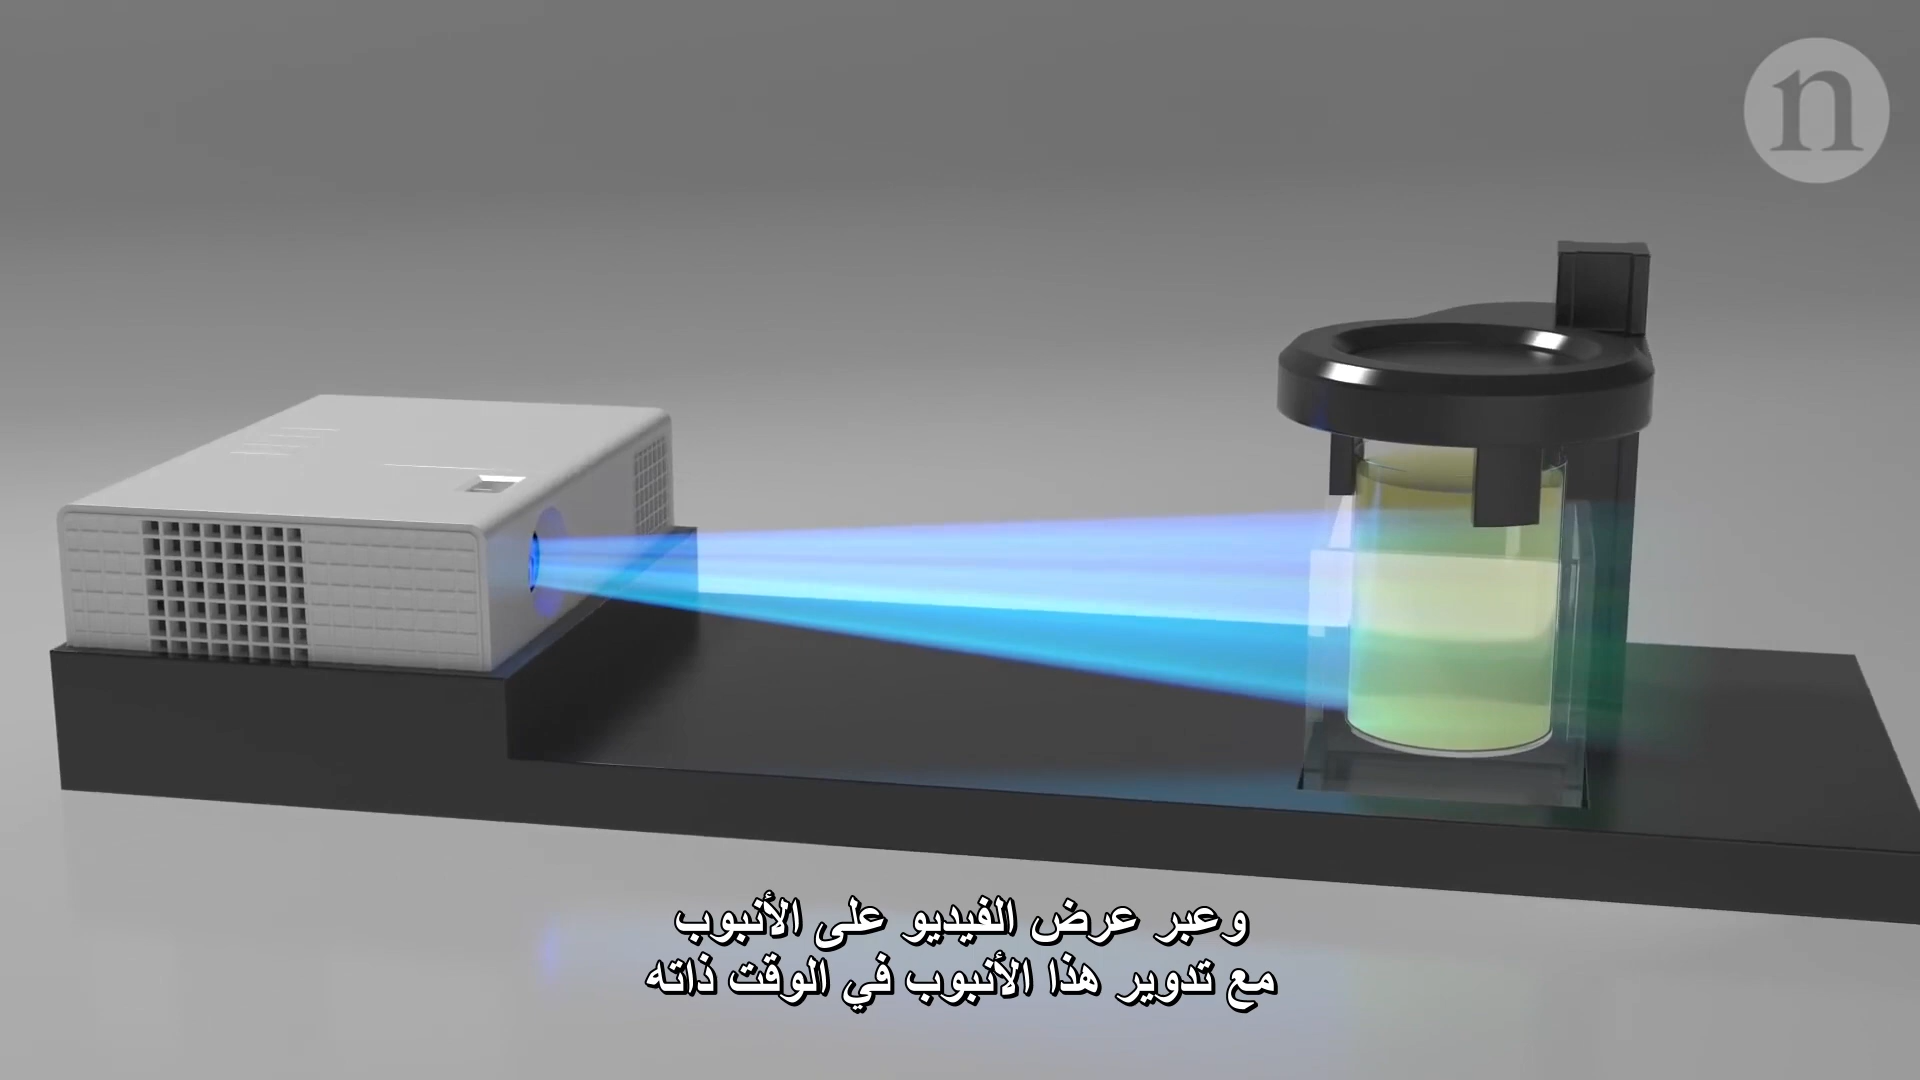 n
وعبر عرض الفيديو على الأنبوب
مع تدوير هذا الأنبوب في الوقت ذاته